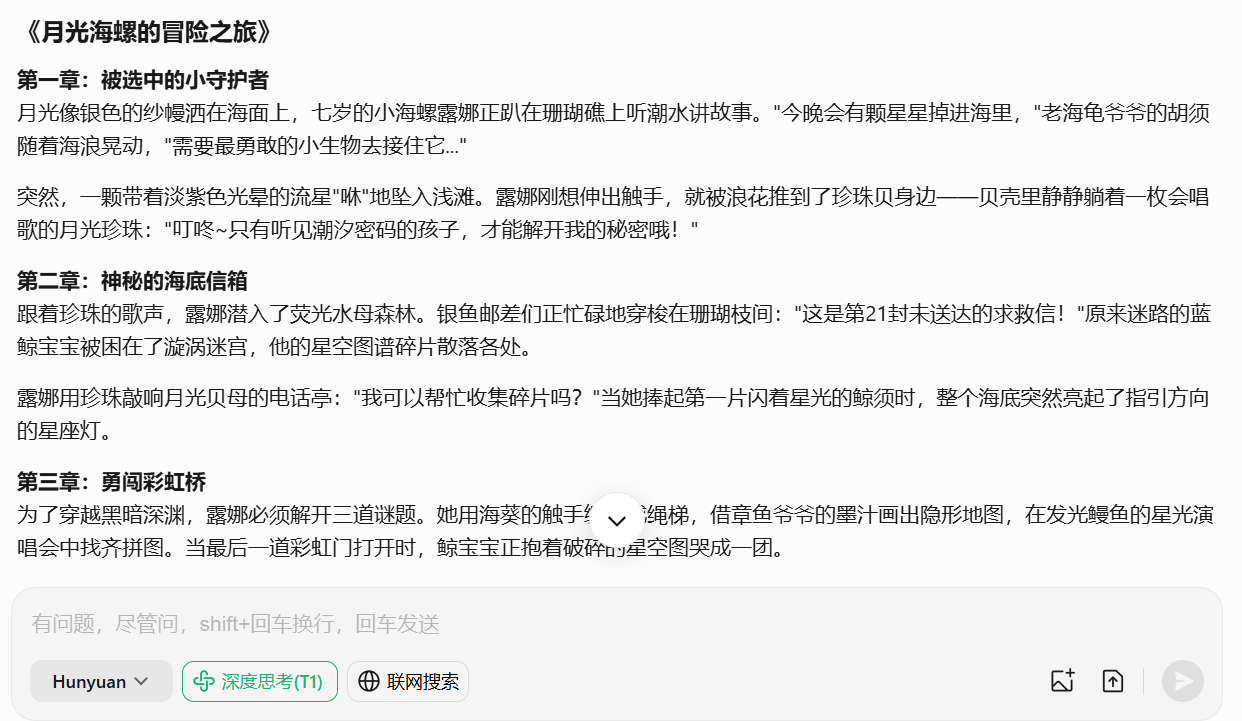 《月光海螺的冒险之旅》
第一章：被选中的小守护者
月光像银色的纱幔洒在海面上，七岁的小海螺露娜正趴在珊瑚礁上听潮水讲故事。"今晚会有颗星星掉进海里，"老海龟爷爷的胡须
随着海浪晃动，"需要最勇敢的小生物去接住它..."
突然，一颗带着淡紫色光晕的流星"咻"地坠入浅滩。露娜刚想伸出触手，就被浪花推到了珍珠贝身边——贝壳里静静躺着一枚会唱
歌的月光珍珠："叮咚~只有听见潮汐密码的孩子，才能解开我的秘密哦！"
第二章：神秘的海底信箱
跟着珍珠的歌声，露娜潜入了荧光水母森林。银鱼邮差们正忙碌地穿梭在珊瑚枝间："这是第21封未送达的求救信！"原来迷路的蓝
鲸宝宝被困在了漩涡迷宫，他的星空图谱碎片散落各处。
露娜用珍珠敲响月光贝母的电话亭："我可以帮忙收集碎片吗？"当她捧起第一片闪着星光的鲸须时，整个海底突然亮起了指引方向
的星座灯。
第三章：勇闯彩虹桥
为了穿越黑暗深渊，露娜必须解开三道谜题。她用海葵的触手绳梯，借章鱼爷爷的墨汁画出隐形地图，在发光鳗鱼的星光演
唱会中找齐拼图。当最后一道彩虹门打开时，鲸宝宝正抱着破碎的星空图哭成一团。
有问题，尽管问，shift+回车换行，回车发送
Hunyuan 深度思考(T1) 联网搜索